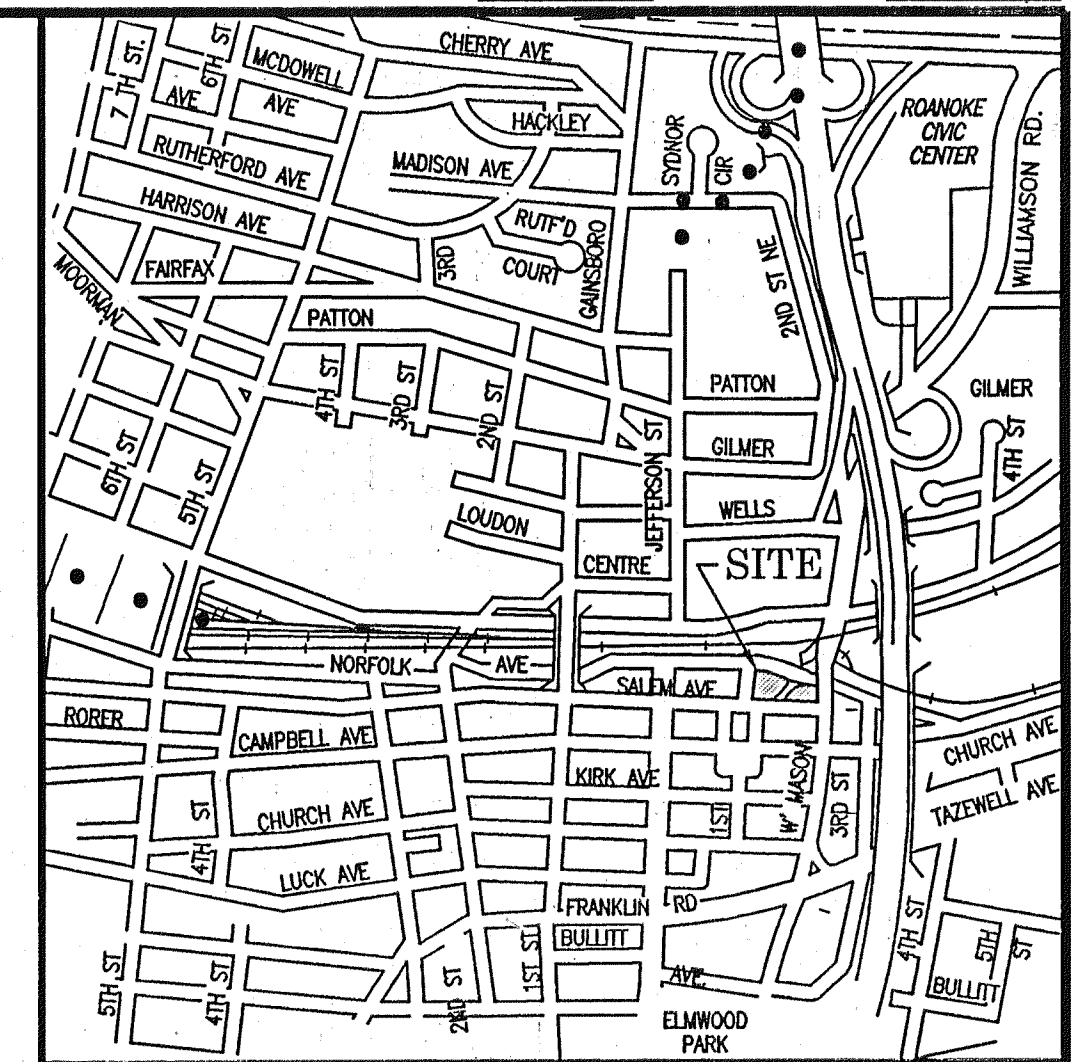 CHERRY AVE
7TH ST.
6TH ST
MCDOWELL
AVE
AVE
HACKLEY
ROANOKE
CIVIC
CENTER
WILLIAMSON RD.
RUTHERFORD AVE
MADISON AVE
SYDNOR
CIR
HARRISON AVE
RUTF'D
COURT
3RD
GAINSBORO
2ND ST NE
MOORMAN
FAIRFAX
PATTON
4TH ST
3RD ST
2ND ST
PATTON
GILMER
JEFFERSON ST
GILMER
4TH ST
6TH ST
5TH ST
LOUDON
WELLS
CENTRE
SITE
NORFOLK
AVE
SALEM AVE
RORER
CAMPBELL AVE
KIRK AVE
CHURCH AVE
TAZEWELL AVE
4TH ST
CHURCH AVE
1ST
W'MASON
3RD ST
LUCK AVE
FRANKLIN RD
BULLITT
AVE.
5TH ST
4TH ST
2ND ST
1ST ST
4TH ST
5TH ST
BULLITT
ELMWOOD
PARK